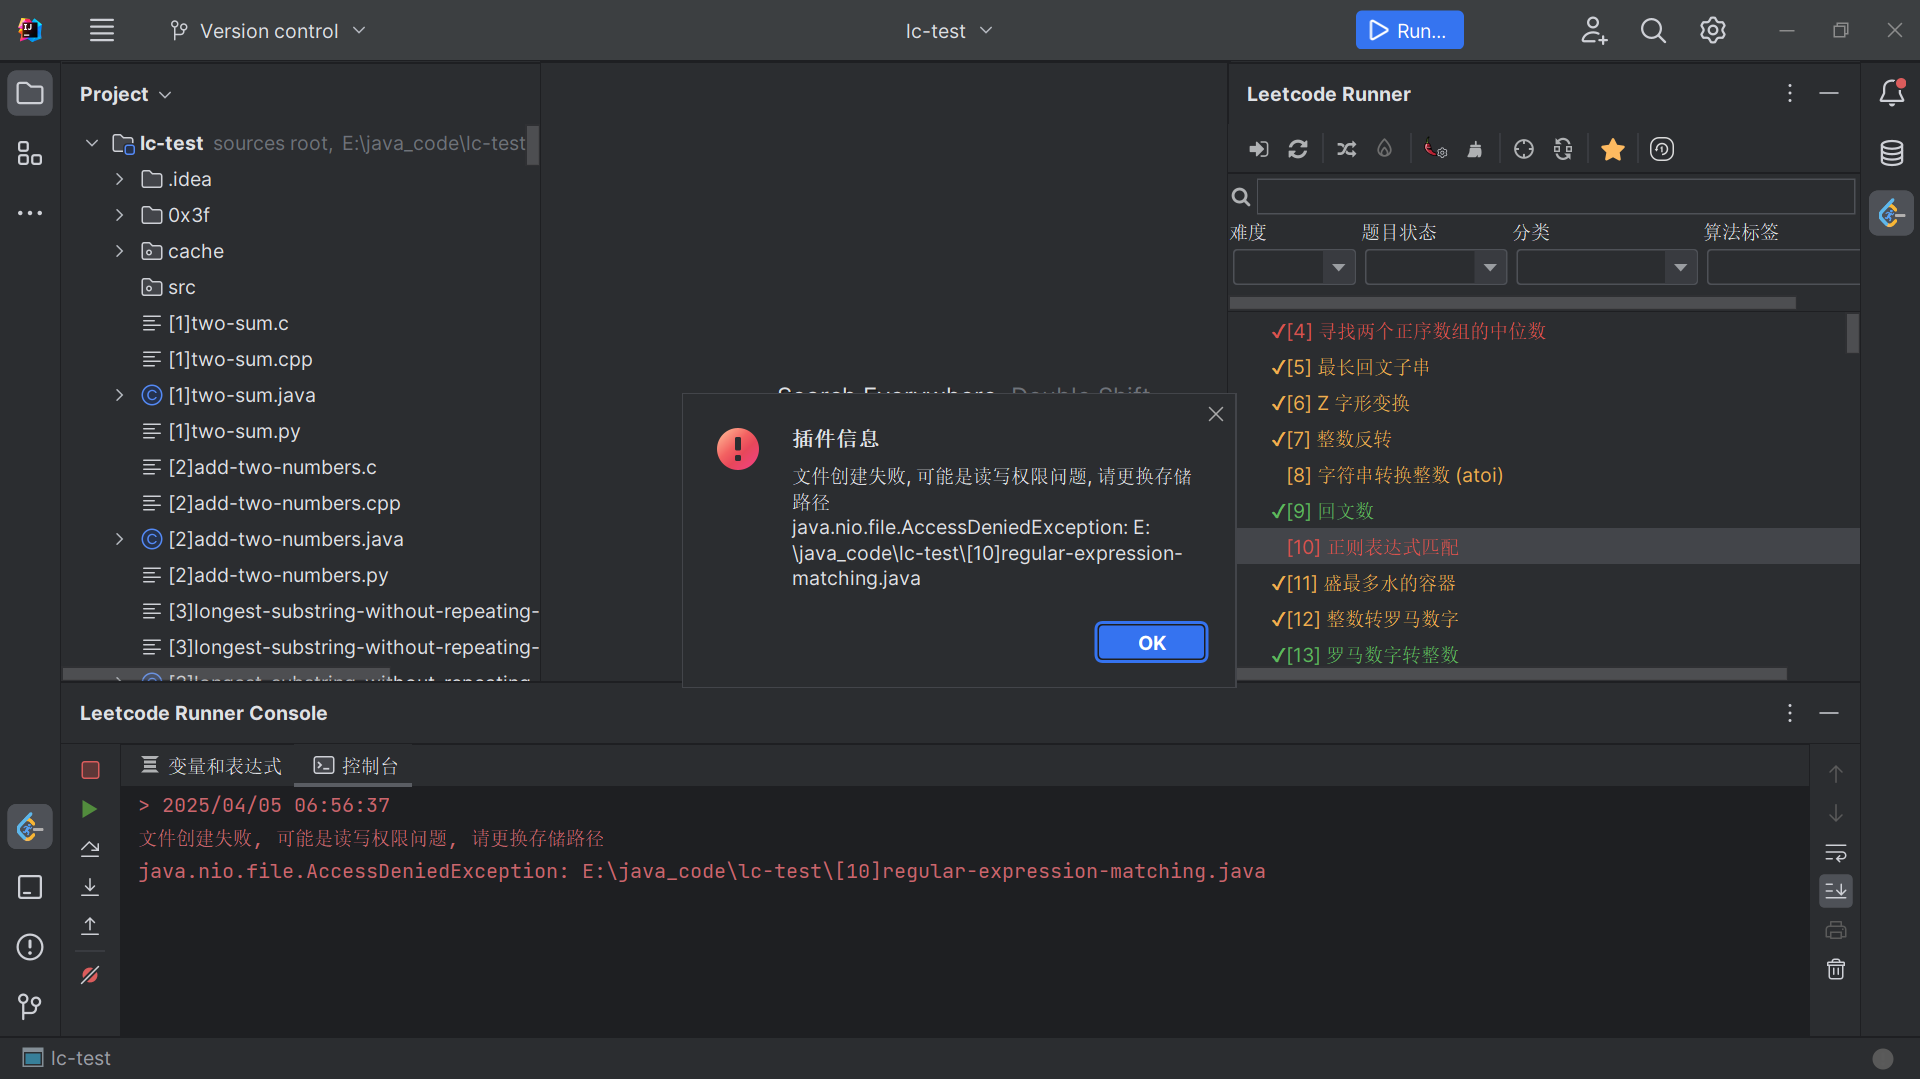 Version control
lc-test
Run...
Project
lc-test sources root, E:\java_code\lc-test
.idea
0x3f
cache
src
[1]two-sum.c
[1]two-sum.cpp
[1]two-sum.java
[1]two-sum.py
[2]add-two-numbers.c
[2]add-two-numbers.cpp
[2]add-two-numbers.java
[2]add-two-numbers.py
[3]longest-substring-without-repeating-
[3]longest-substring-without-repeating-
[3]longest-substring-without-repeating-
Search Everywhere Double Shift
Leetcode Runner
难度 题目状态 分类 算法标签
✓[4] 寻找两个正序数组的中位数
✓[5] 最长回文子串
✓[6] Z 字形变换
✓[7] 整数反转
[8] 字符串转换整数 (atoi)
✓[9] 回文数
[10] 正则表达式匹配
✓[11] 盛最多水的容器
✓[12] 整数转罗马数字
✓[13] 罗马数字转整数
插件信息
文件创建失败, 可能是读写权限问题, 请更换存储
路径
java.nio.file.AccessDeniedException: E:
\java_code\lc-test\[10]regular-expression-
matching.java
OK
Leetcode Runner Console
变量和表达式 控制台
> 2025/04/05 06:56:37
文件创建失败, 可能是读写权限问题, 请更换存储路径
java.nio.file.AccessDeniedException: E:\java_code\lc-test\[10]regular-expression-matching.java
lc-test